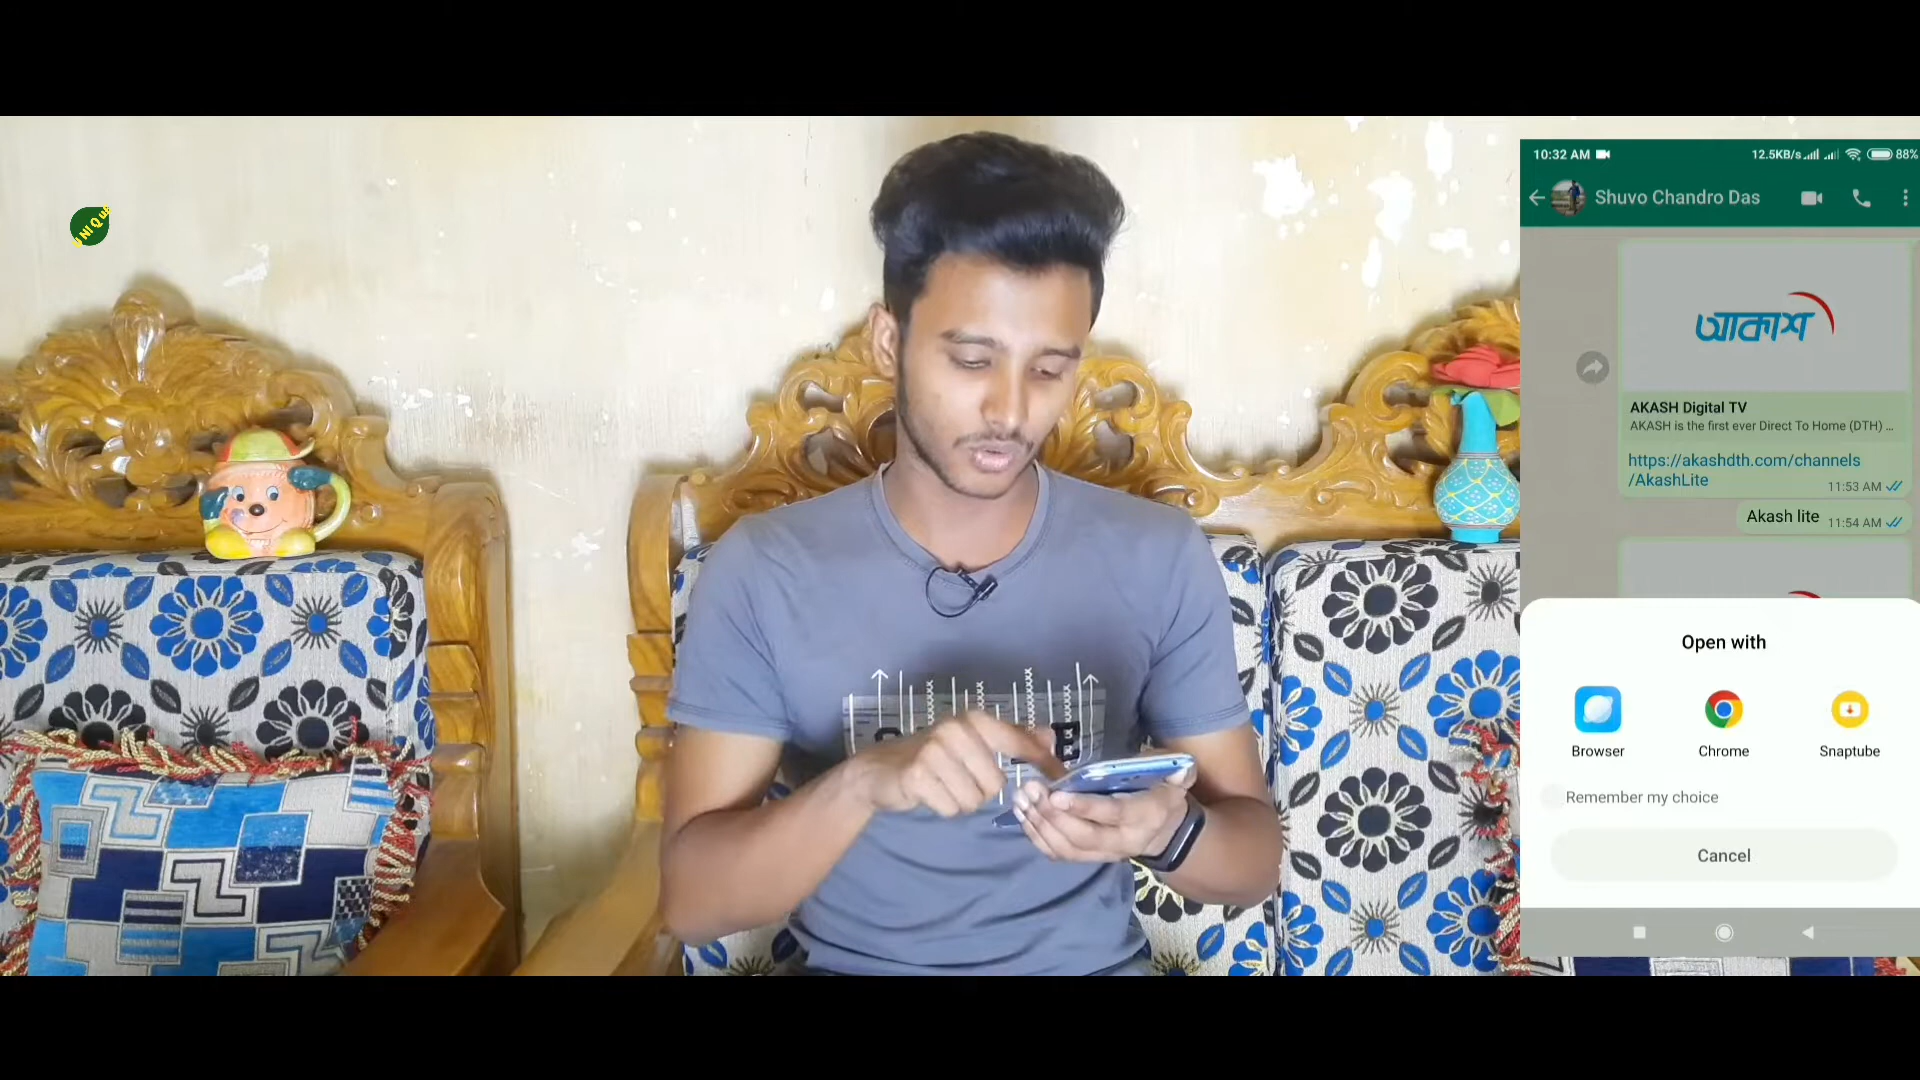 UNIQUE
10:32 AM
12.5KB/s
88%
Shuvo Chandro Das
আকাশ
AKASH Digital TV
AKASH is the first ever Direct To Home (DTH) ...
https://akashdth.com/channels
/AkashLite
11:53 AM
Akash lite
11:54 AM
Open with
Browser
Chrome
Snaptube
Remember my choice
Cancel